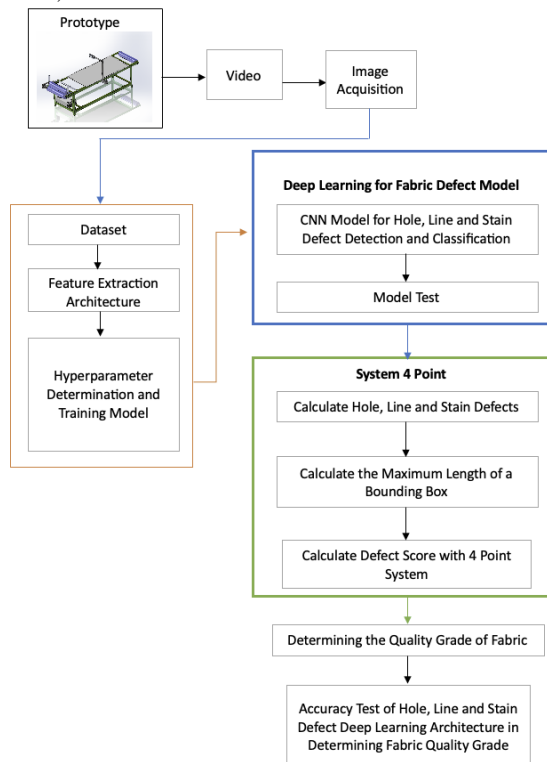 Prototype
Video
Image
Acquisition
Dataset
Feature Extraction
Architecture
Hyperparameter
Determination and
Training Model
Deep Learning for Fabric Defect Model
CNN Model for Hole, Line and Stain
Defect Detection and Classification
Model Test
System 4 Point
Calculate Hole, Line and Stain Defects
Calculate the Maximum Length of a
Bounding Box
Calculate Defect Score with 4 Point
System
Determining the Quality Grade of Fabric
Accuracy Test of Hole, Line and Stain
Defect Deep Learning Architecture in
Determining Fabric Quality Grade